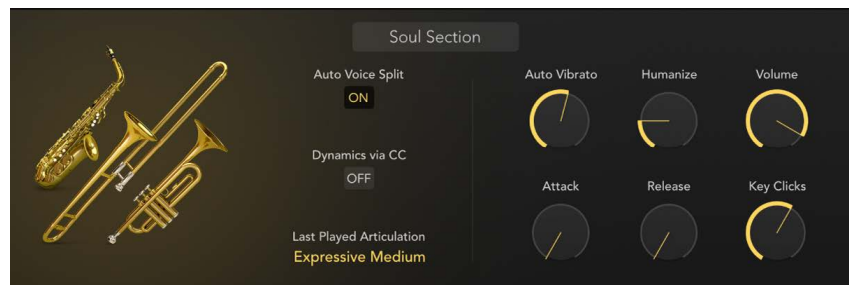 Soul Section
Auto Voice Split
ON
Dynamics via CC
OFF
Last Played Articulation
Expressive Medium
Auto Vibrato
Humanize
Volume
Attack
Release
Key Clicks